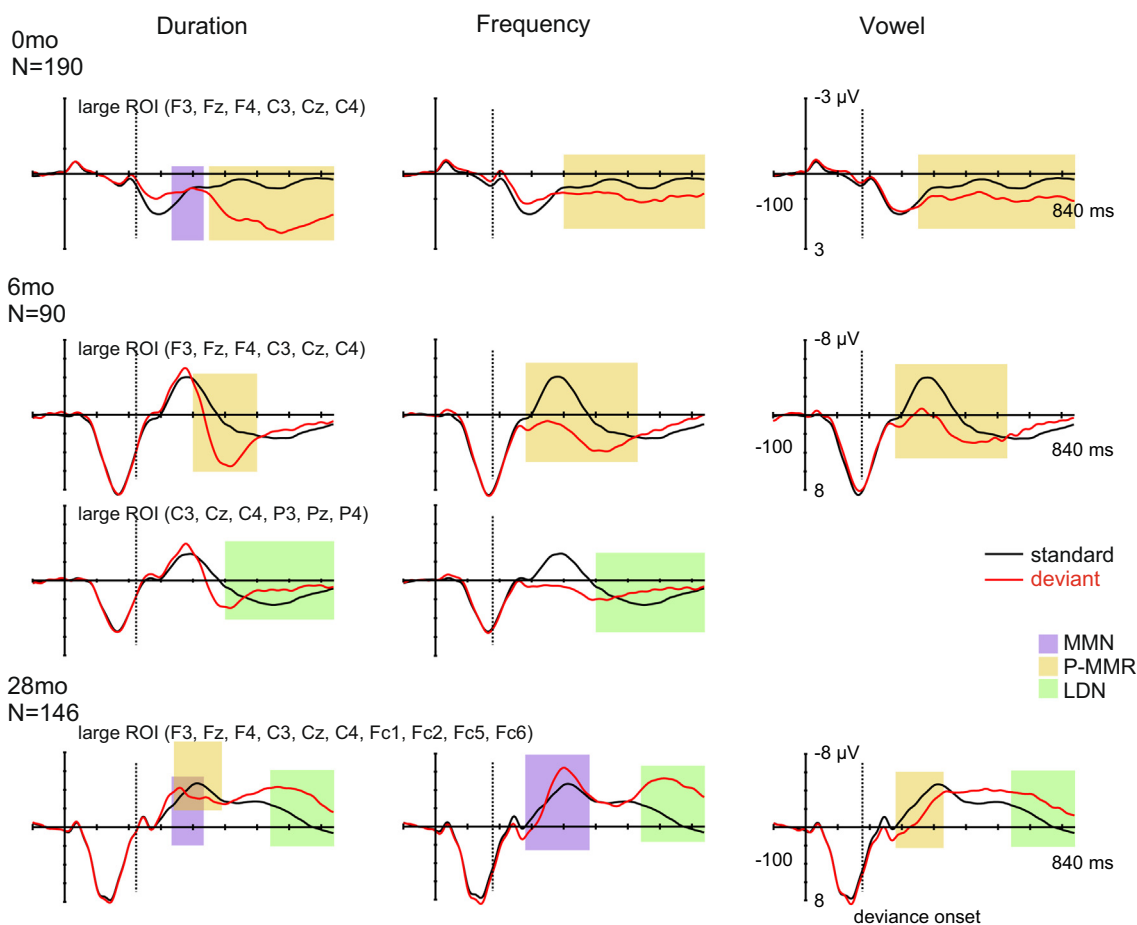 Duration Frequency Vowel
0mo
N=190
large ROI (F3, Fz, F4, C3, Cz, C4)
-3 µV
-100
840 ms
3
6mo
N=90
large ROI (F3, Fz, F4, C3, Cz, C4)
-8 µV
-100
840 ms
8
large ROI (C3, Cz, C4, P3, Pz, P4)
standard
deviant
MMN
P-MMR
LDN
28mo
N=146
large ROI (F3, Fz, F4, C3, Cz, C4, Fc1, Fc2, Fc5, Fc6)
-8 µV
-100
840 ms
8
deviance onset